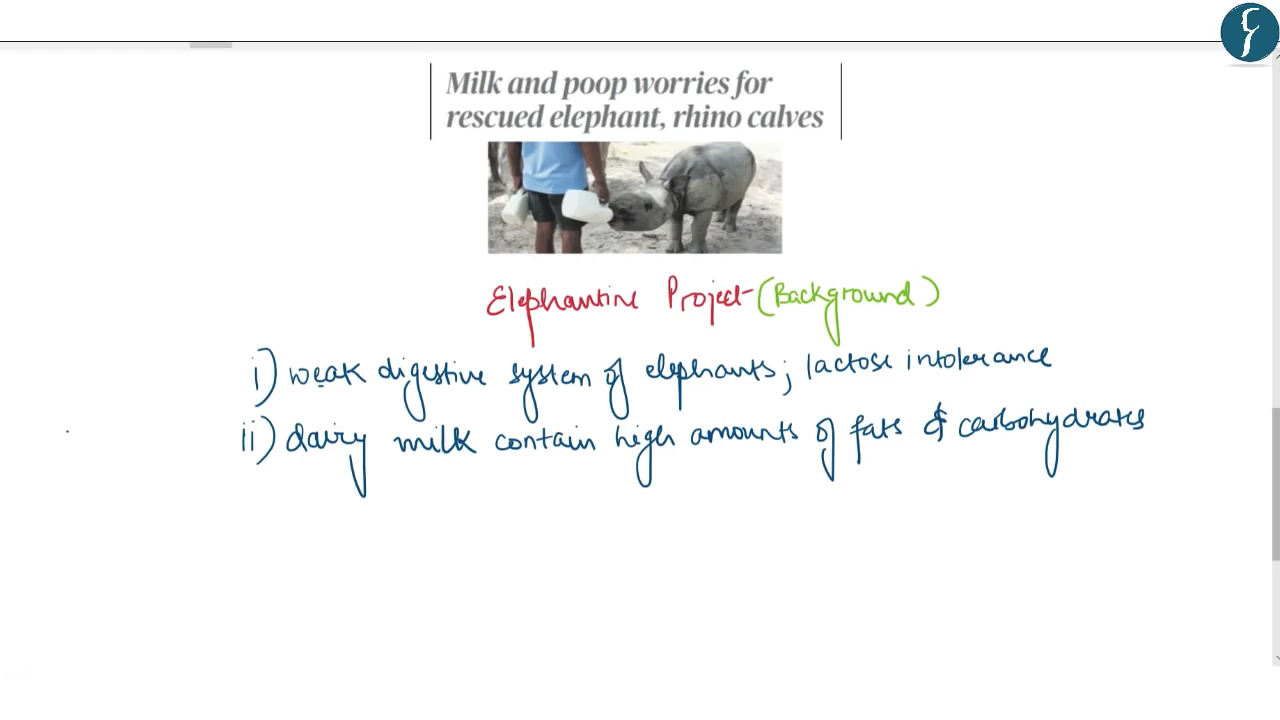 Milk and poop worries for
rescued elephant, rhino calves
Elephantine Project - (Background)
i) weak digestive system of elephants; lactose intolerance
ii) dairy milk contain high amounts of fats & carbohydrates